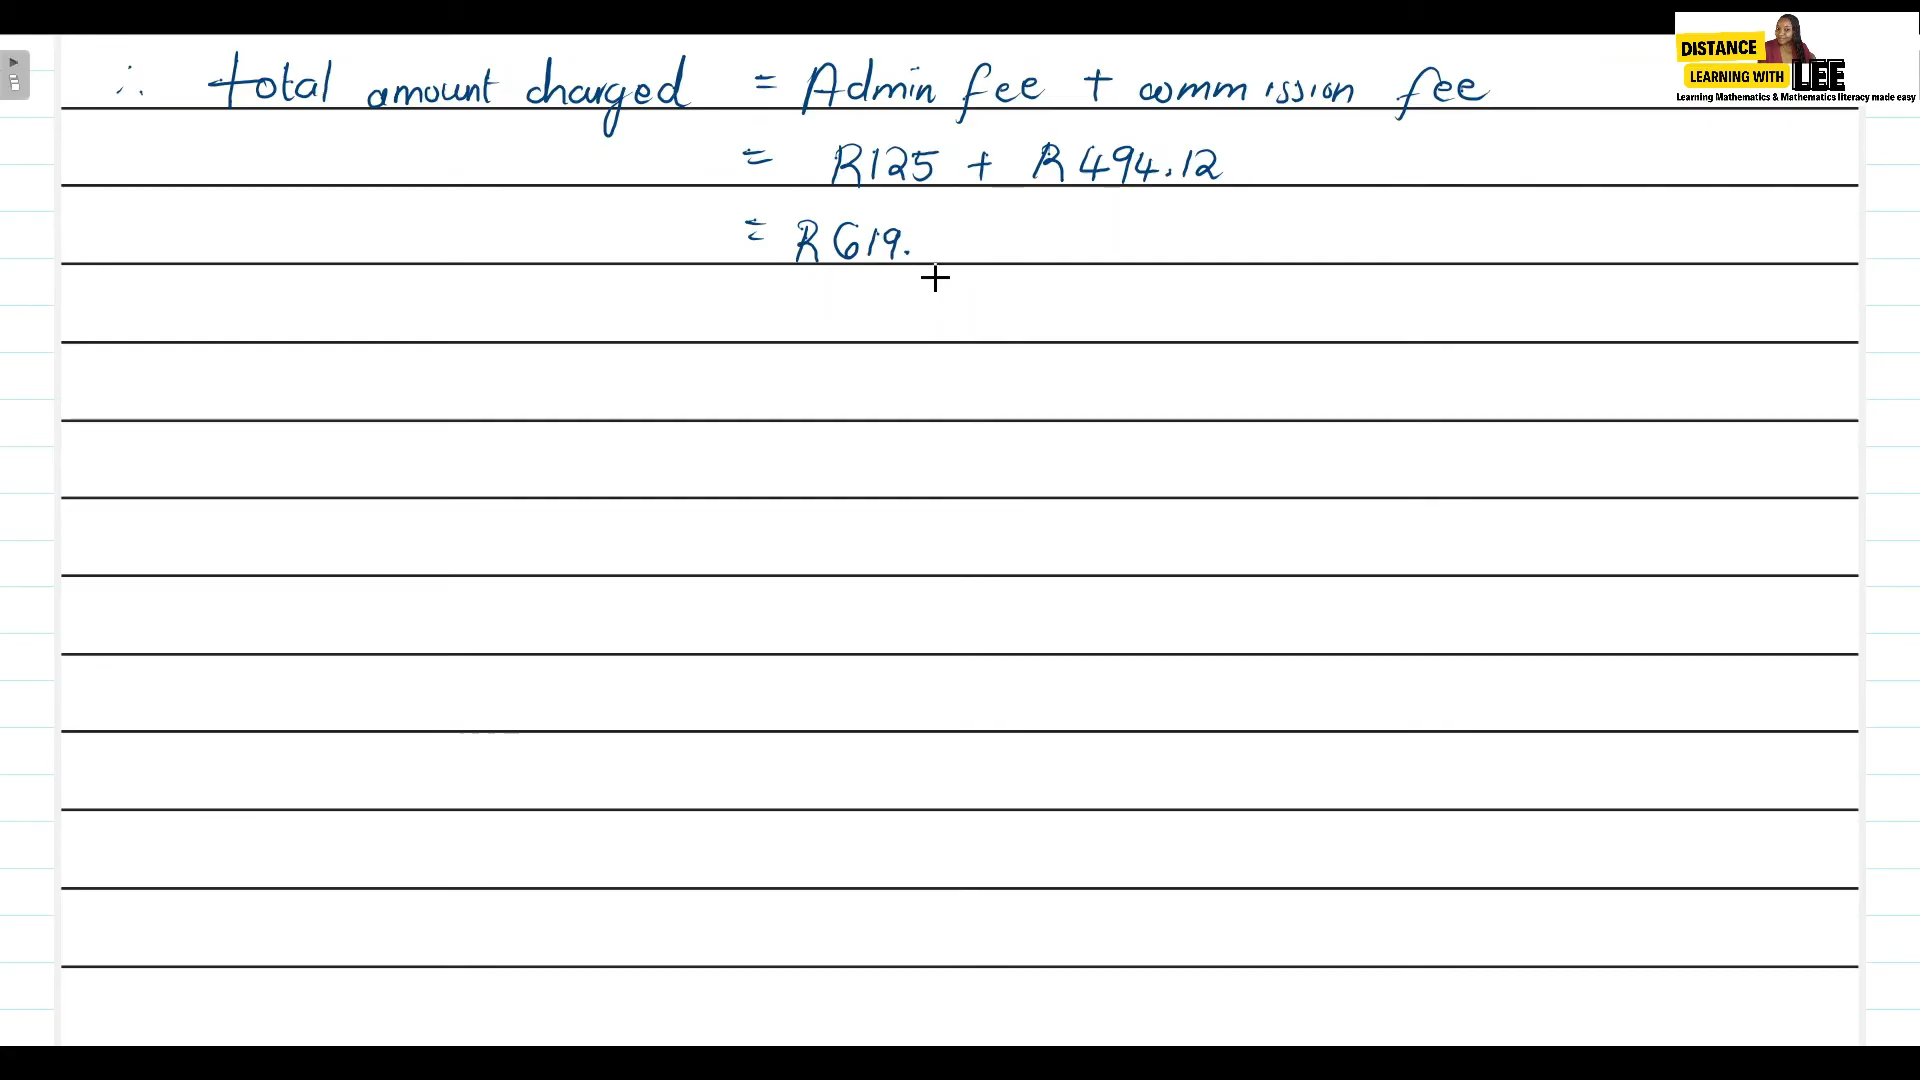 ∴ total amount charged = Admin fee + commission fee
= R125 + R494.12
= R619.
DISTANCE
LEARNING WITH LEE
Learning Mathematics & Mathematics literacy made easy